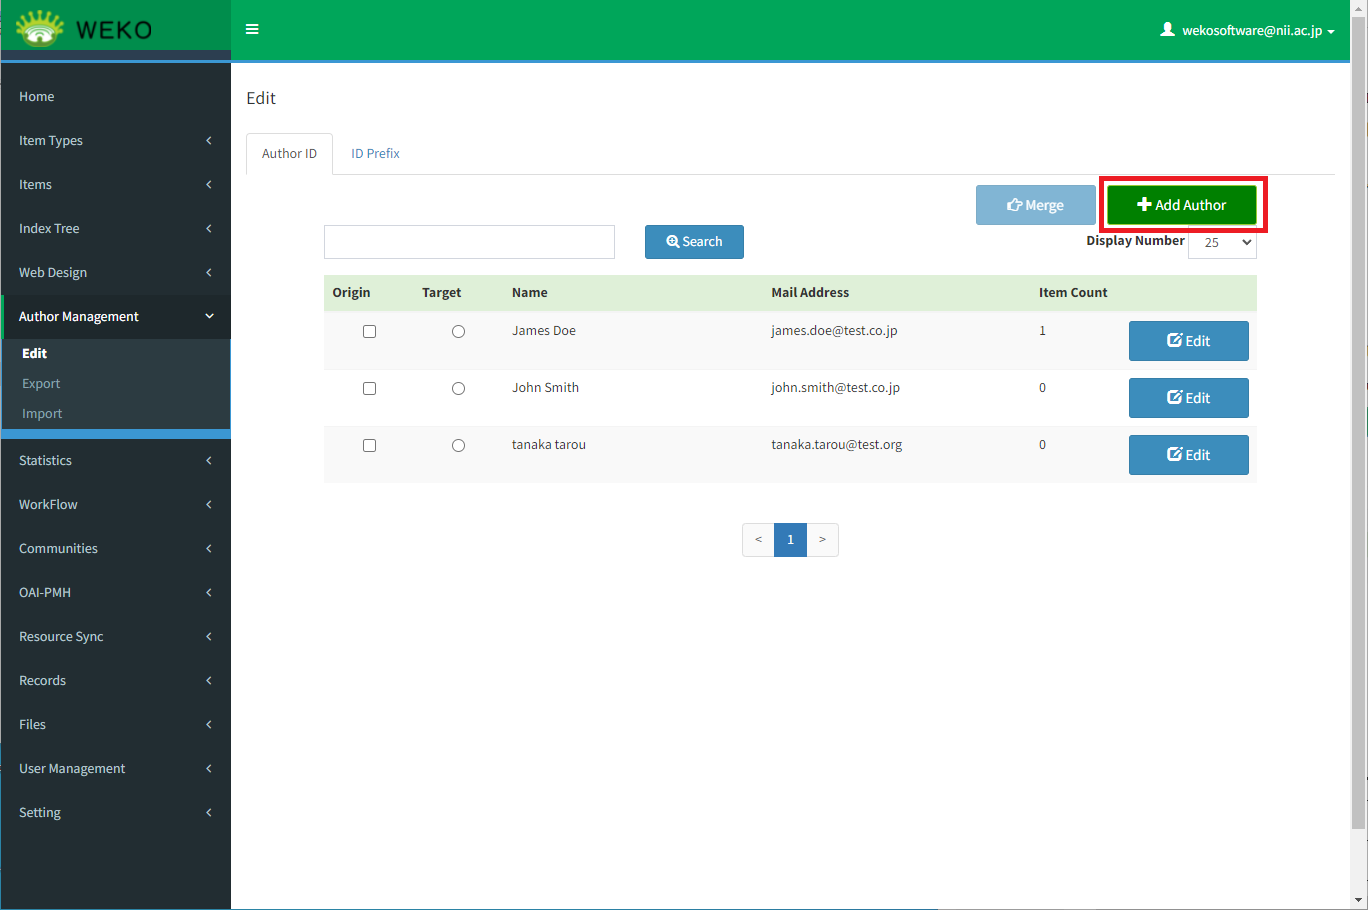 WEKO
wekosoftware@nii.ac.jp
Home
Item Types
Items
Index Tree
Web Design
Author Management
Edit
Export
Import
Statistics
WorkFlow
Communities
OAI-PMH
Resource Sync
Records
Files
User Management
Setting
Edit
Author ID ID Prefix
Merge Add Author
Search Display Number 25
Origin Target Name Mail Address Item Count
James Doe james.doe@test.co.jp 1 Edit
John Smith john.smith@test.co.jp 0 Edit
tanaka tarou tanaka.tarou@test.org 0 Edit
< 1 >